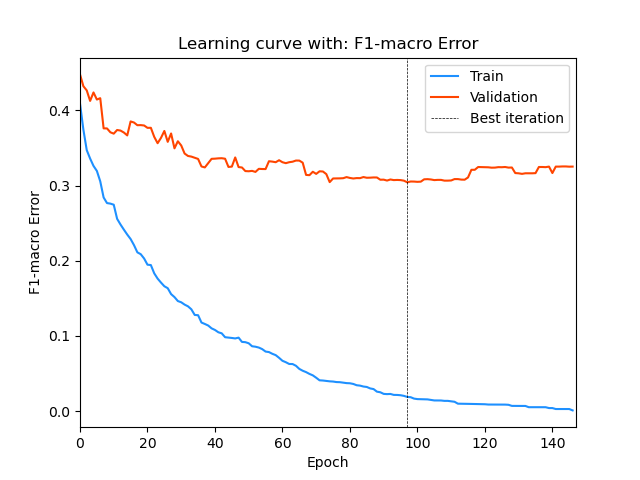 Learning curve with: F1-macro Error
Train
Validation
Best iteration
F1-macro Error
0.4
0.3
0.2
0.1
0.0
0 20 40 60 80 100 120 140
Epoch